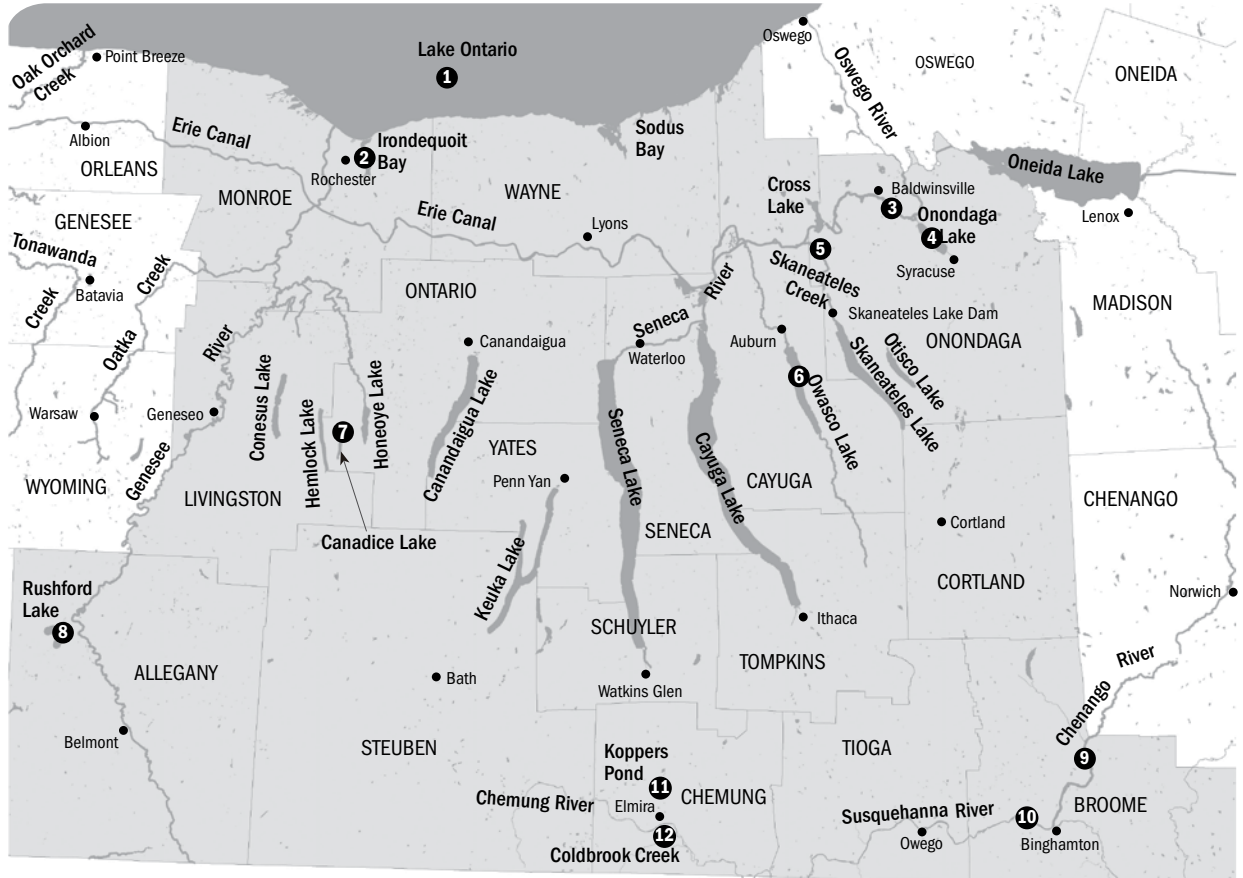 Oak Orchard
Creek
Point Breeze
Lake Ontario
1
Oswego
Oswego River
OSWEGO
ONEIDA
Albion
Erie Canal
ORLEANS
Irondequoit
Bay
2
Rochester
Sodus
Bay
MONROE
WAYNE
Cross
Lake
Baldwinsville
3
Oneida Lake
Onondaga
Lake
4
Lenox
GENESEE
Erie Canal
Lyons
5
Syracuse
Tonawanda
Creek
Batavia
Oatka
Creek
Skaneateles
Creek
ONTARIO
River
Seneca
MADISON
Skaneateles Lake Dam
River
Canandaigua
Waterloo
Auburn
ONONDAGA
Otisco Lake
Skaneateles Lake
Warsaw
Geneseo
Conesus Lake
Hemlock Lake
7
Honeoye Lake
Canandaigua Lake
Seneca Lake
Cayuga Lake
6
Owasco Lake
WYOMING
Genesee
LIVINGSTON
YATES
Penn Yan
CAYUGA
CHENANGO
Canadice Lake
SENECA
Cortland
Keuka Lake
CORTLAND
Rushford
Lake
8
Norwich
SCHUYLER
Ithaca
ALLEGANY
TOMPKINS
Bath
Watkins Glen
Chenango
River
Belmont
STEUBEN
Koppers
Pond
11
TIOGA
9
Chemung River
Elmira
CHEMUNG
12
Coldbrook Creek
Susquehanna River
10
BROOME
Owego
Binghamton